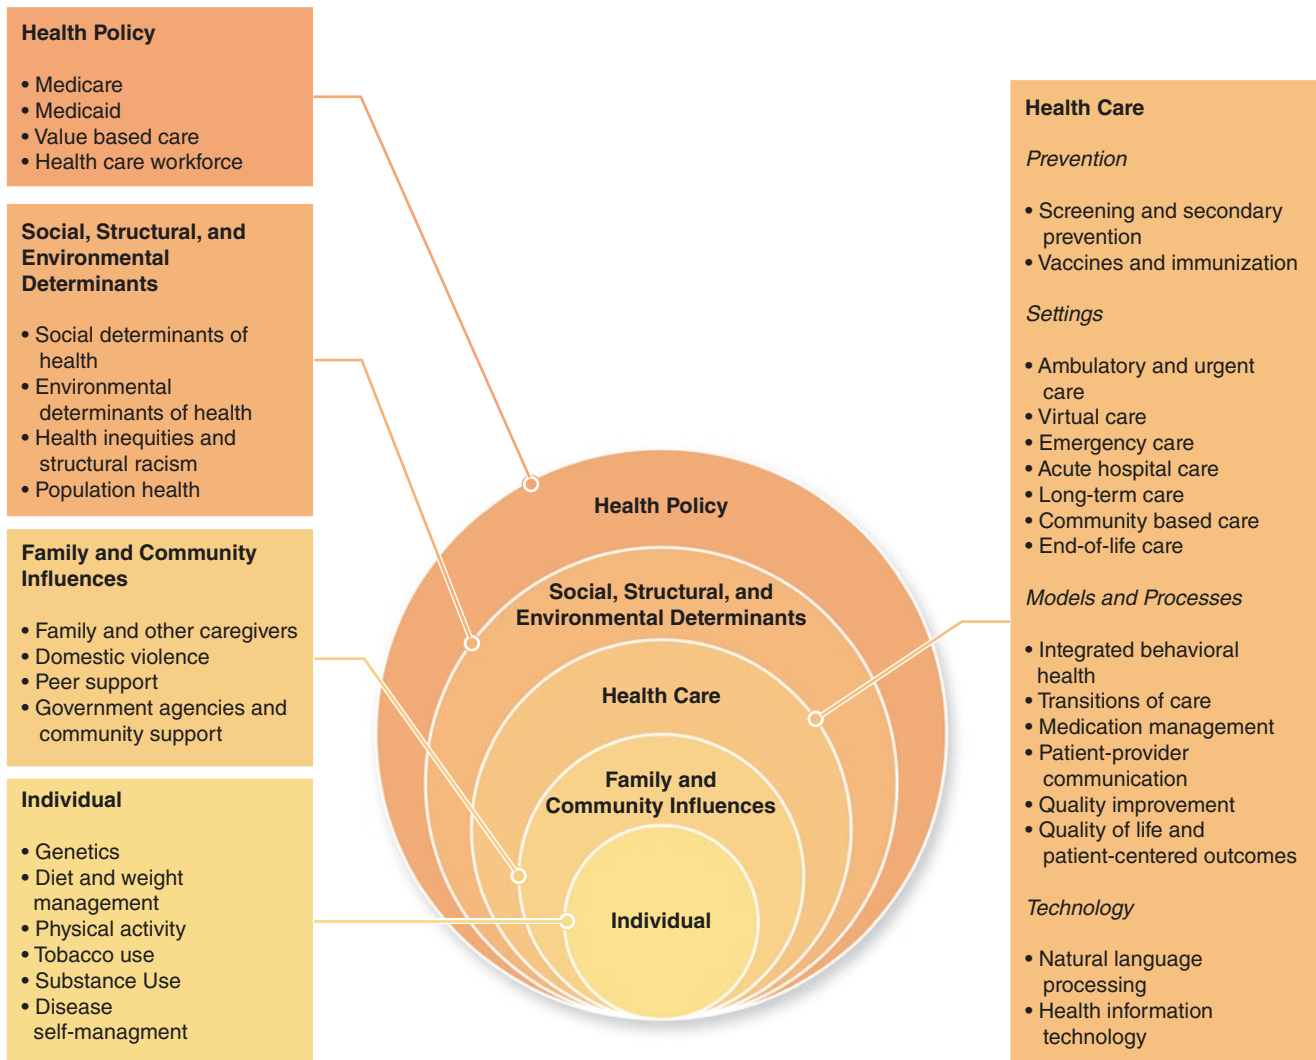 Health Policy
• Medicare
• Medicaid
• Value based care
• Health care workforce
Social, Structural, and
Environmental
Determinants
• Social determinants of
health
• Environmental
determinants of health
• Health inequities and
structural racism
• Population health
Family and Community
Influences
• Family and other caregivers
• Domestic violence
• Peer support
• Government agencies and
community support
Individual
• Genetics
• Diet and weight
management
• Physical activity
• Tobacco use
• Substance Use
• Disease
self-managment
Health Policy
Social, Structural, and
Environmental Determinants
Health Care
Family and
Community Influences
Individual
Health Care
Prevention
• Screening and secondary
prevention
• Vaccines and immunization
Settings
• Ambulatory and urgent
care
• Virtual care
• Emergency care
• Acute hospital care
• Long-term care
• Community based care
• End-of-life care
Models and Processes
• Integrated behavioral
health
• Transitions of care
• Medication management
• Patient-provider
communication
• Quality improvement
• Quality of life and
patient-centered outcomes
Technology
• Natural language
processing
• Health information
technology